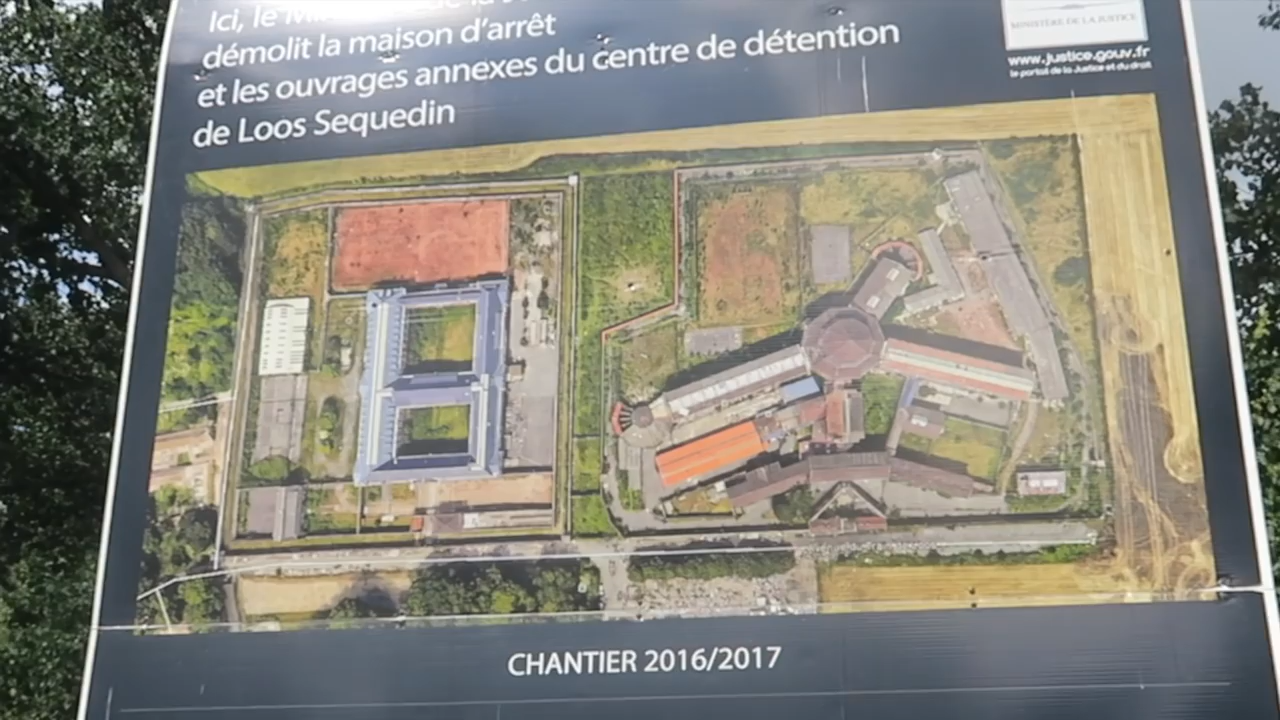 Ici, le
démolit la maison d’arrêt
et les ouvrages annexes du centre de détention
de Loos Sequedin
MINISTÈRE DE LA JUSTICE
www.justice.gouv.fr
le portail de la Justice et du droit
CHANTIER 2016/2017